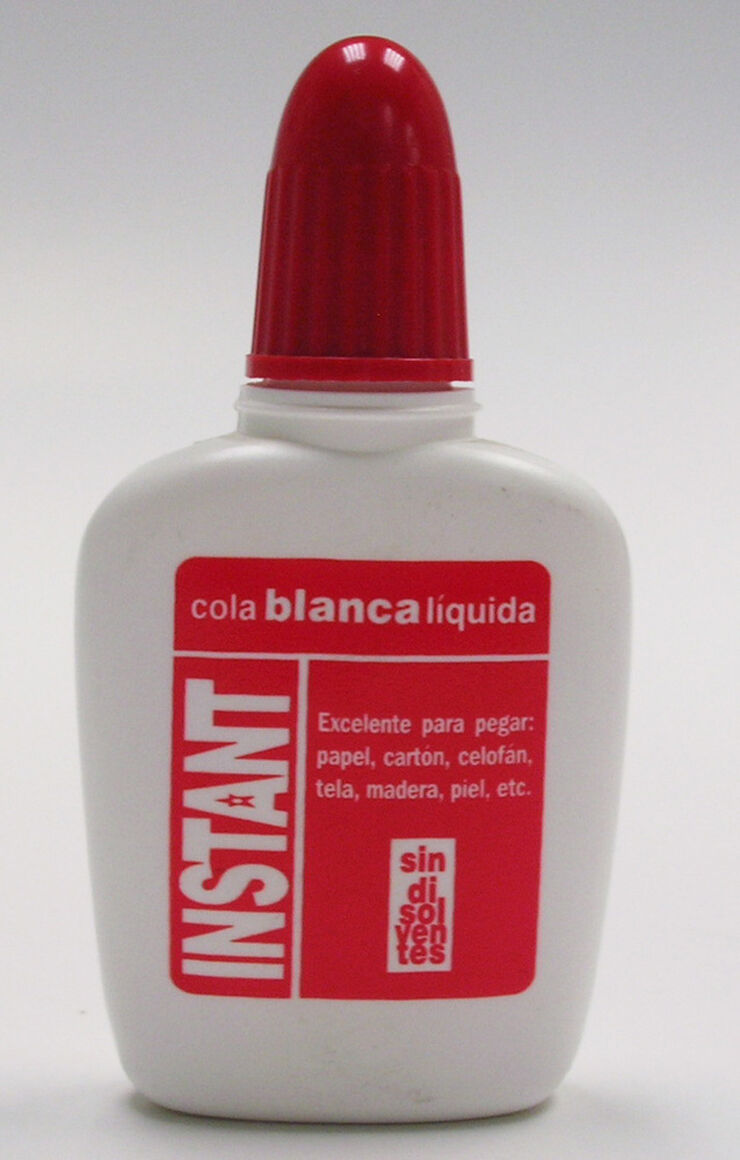 cola blanca líquida
INSTANT
Excelente para pegar:
papel, cartón, celofán,
tela, madera, piel, etc.
sin
di
sol
ven
tes